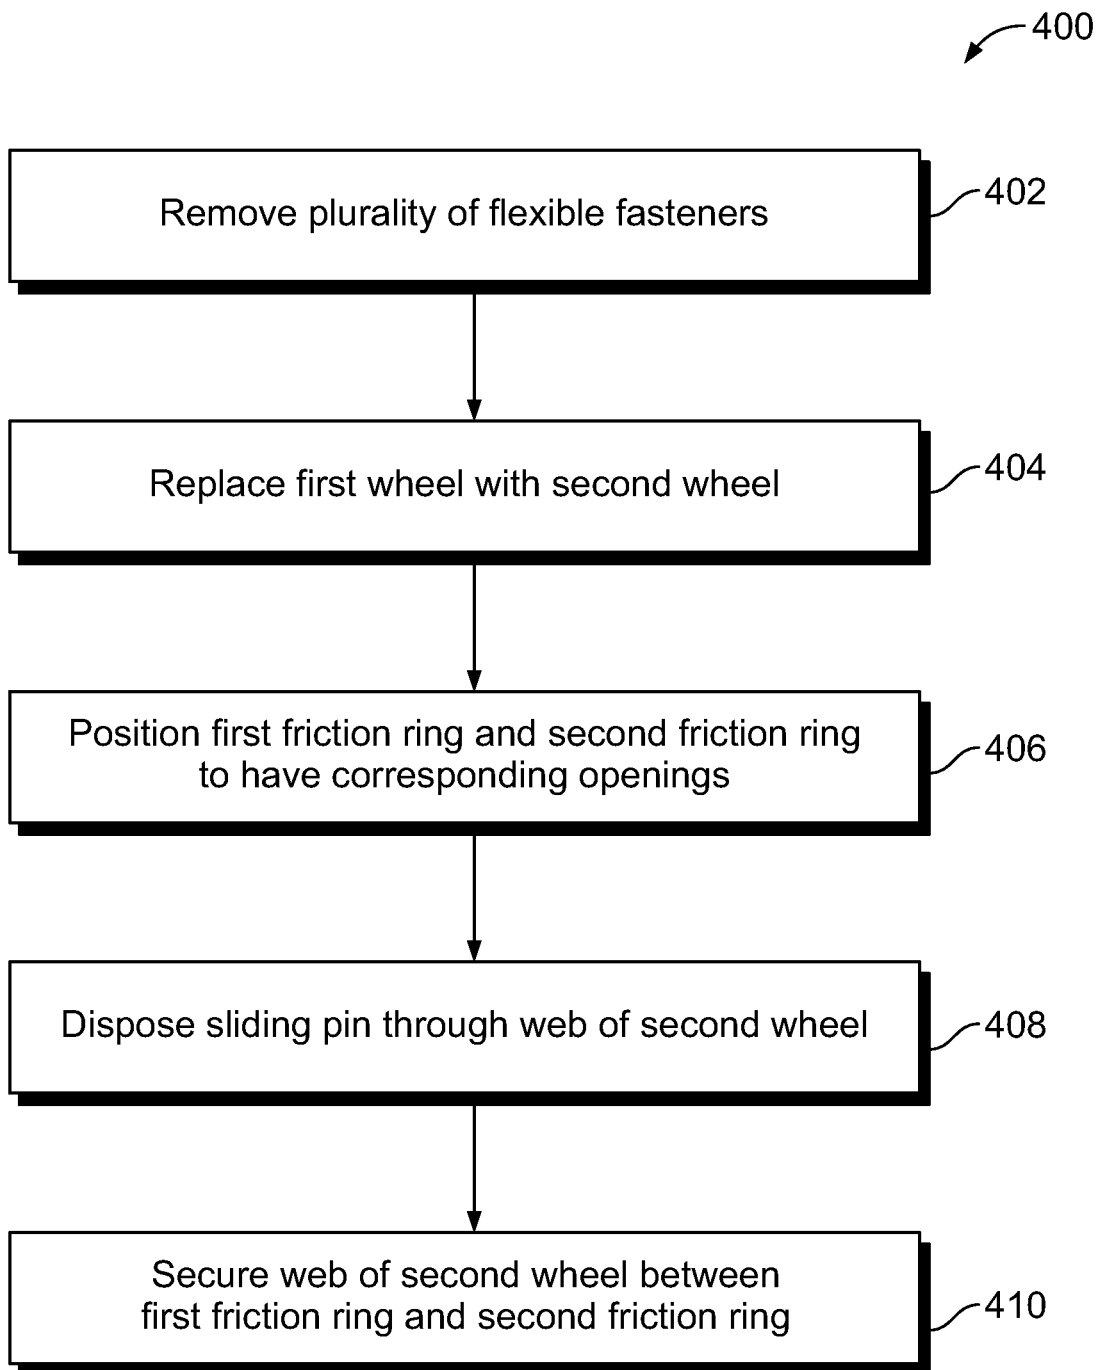 400
Remove plurality of flexible fasteners
402
Replace first wheel with second wheel
404
Position first friction ring and second friction ring
to have corresponding openings
406
Dispose sliding pin through web of second wheel
408
Secure web of second wheel between
first friction ring and second friction ring
410